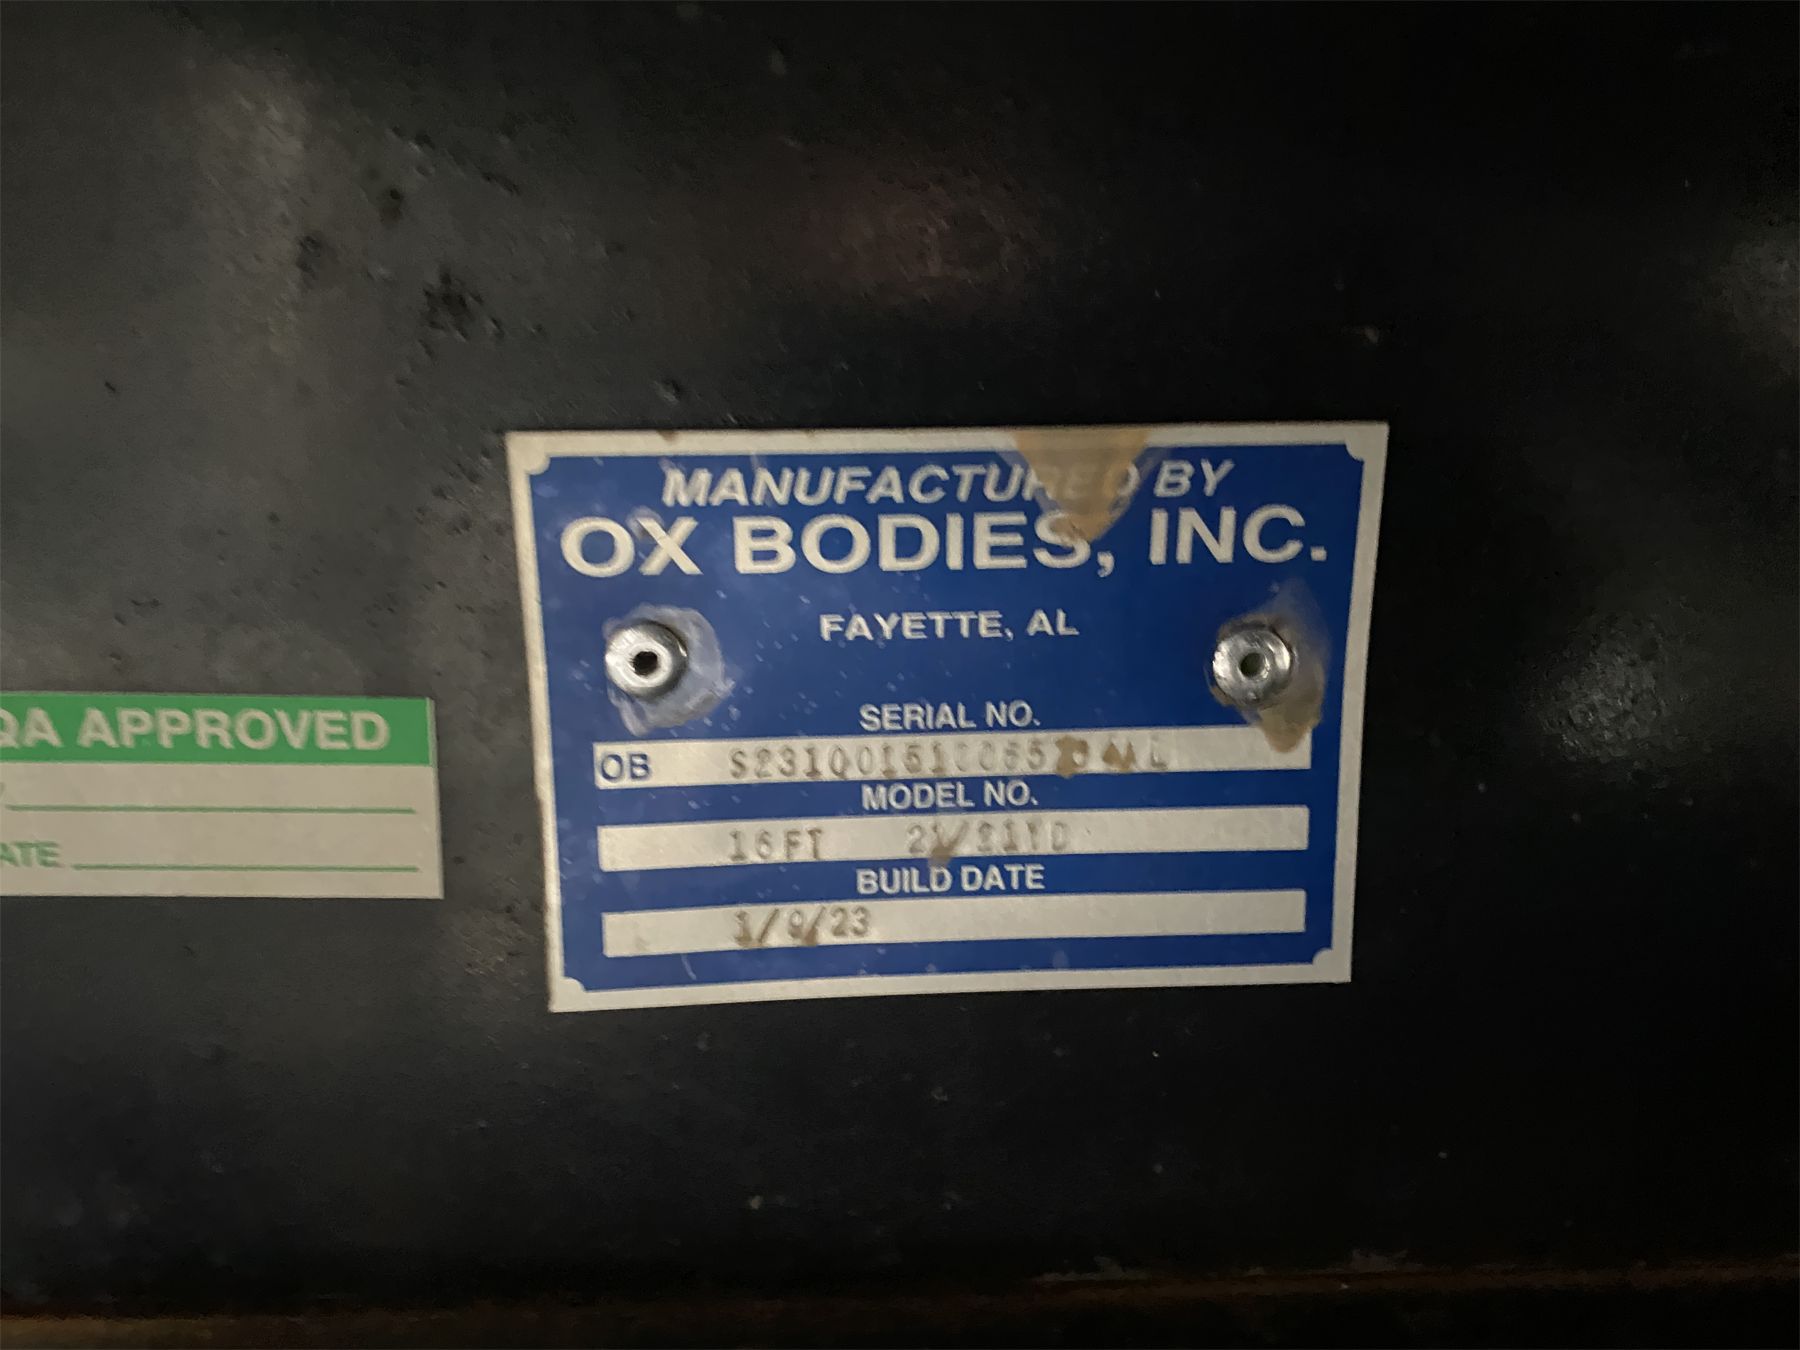 MANUFACTURED BY
OX BODIES, INC.
FAYETTE, AL
SERIAL NO.
OB
MODEL NO.
16FT
BUILD DATE
1/9/23
QA APPROVED